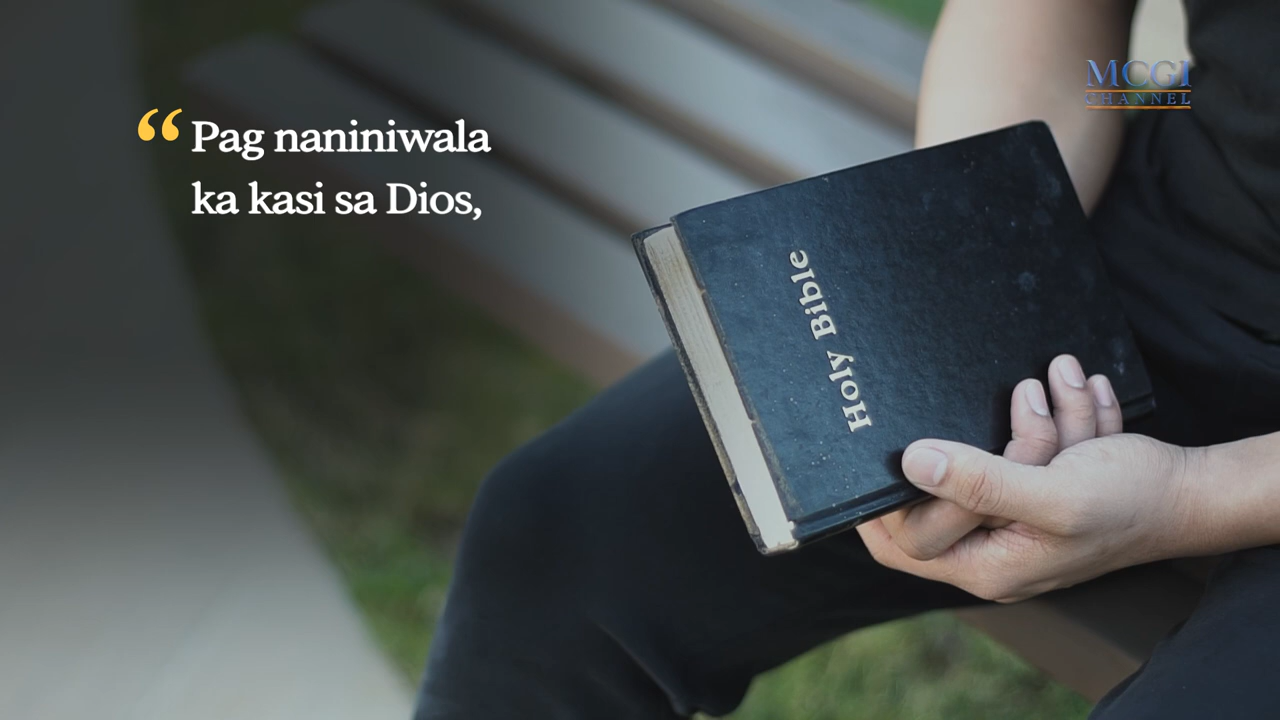 “Pag naniniwala
ka kasi sa Dios,
MCGI
CHANNEL
Holy Bible